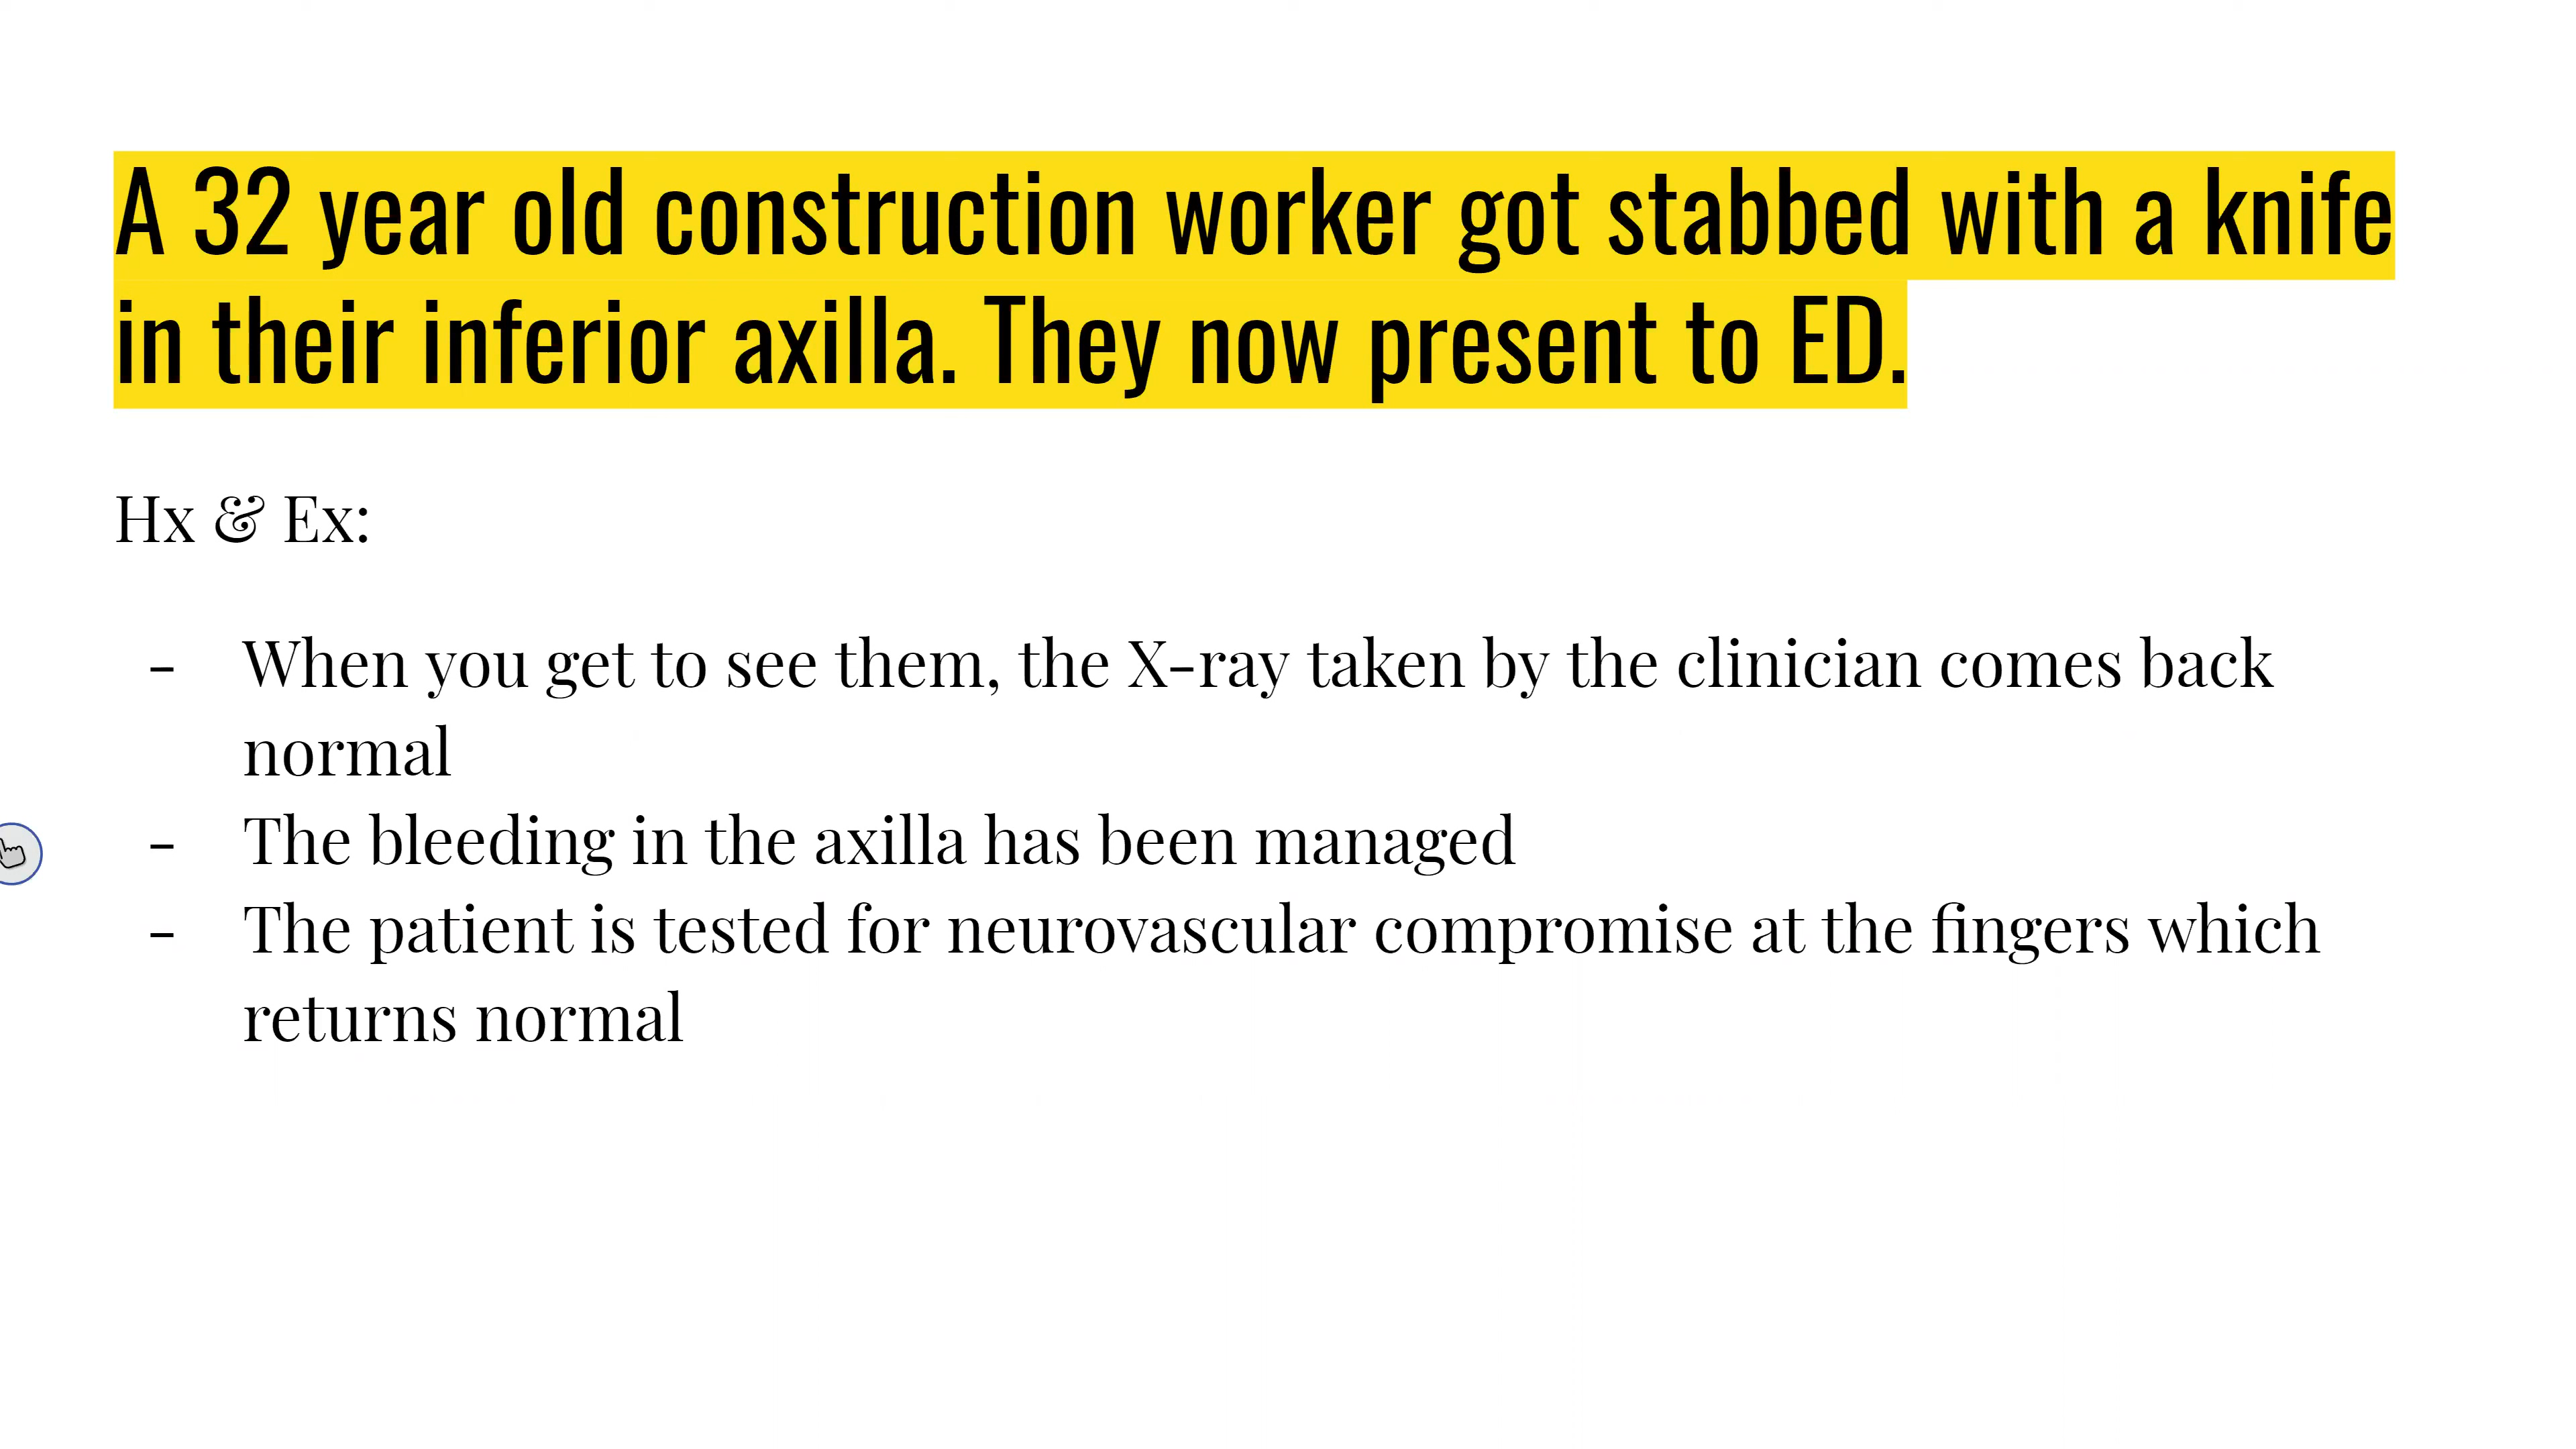 A 32 year old construction worker got stabbed with a knife
in their inferior axilla. They now present to ED.
Hx & Ex:
- When you get to see them, the X-ray taken by the clinician comes back
normal
- The bleeding in the axilla has been managed
- The patient is tested for neurovascular compromise at the fingers which
returns normal